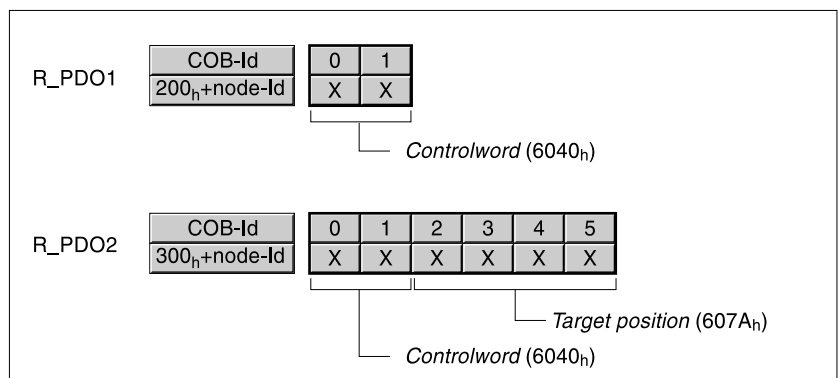 R_PDO1
COB-Id 0 1
200h+node-Id X X
Controlword (6040h)
R_PDO2
COB-Id 0 1 2 3 4 5
300h+node-Id X X X X X X
Target position (607Ah)
Controlword (6040h)